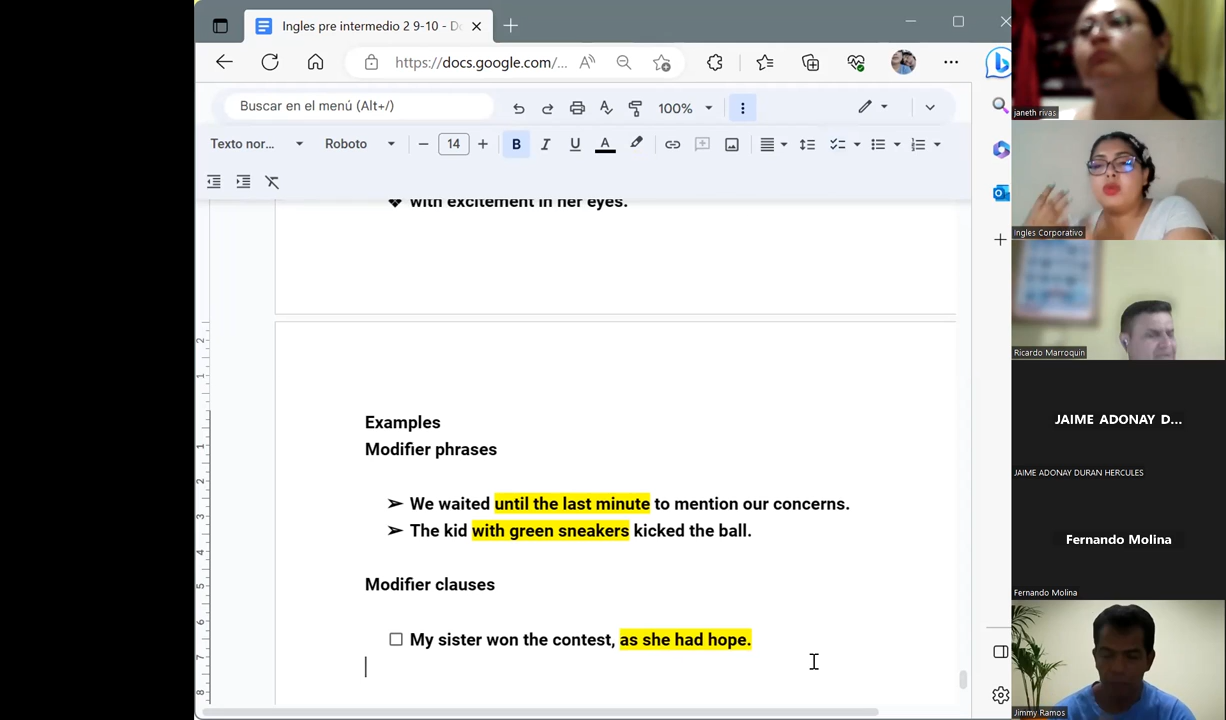 Ingles pre intermedio 2 9-10 - Do
https://docs.google.com/...
Buscar en el menú (Alt+/)
100%
Texto nor...
Roboto
14
with excitement in her eyes.
Examples
Modifier phrases
We waited until the last minute to mention our concerns.
The kid with green sneakers kicked the ball.
Modifier clauses
My sister won the contest, as she had hope.
janeth rivas
Ingles Corporativo
Ricardo Marroquin
JAIME ADONAY D...
JAIME ADONAY DURAN HERCULES
Fernando Molina
Fernando Molina
Jimmy Ramos